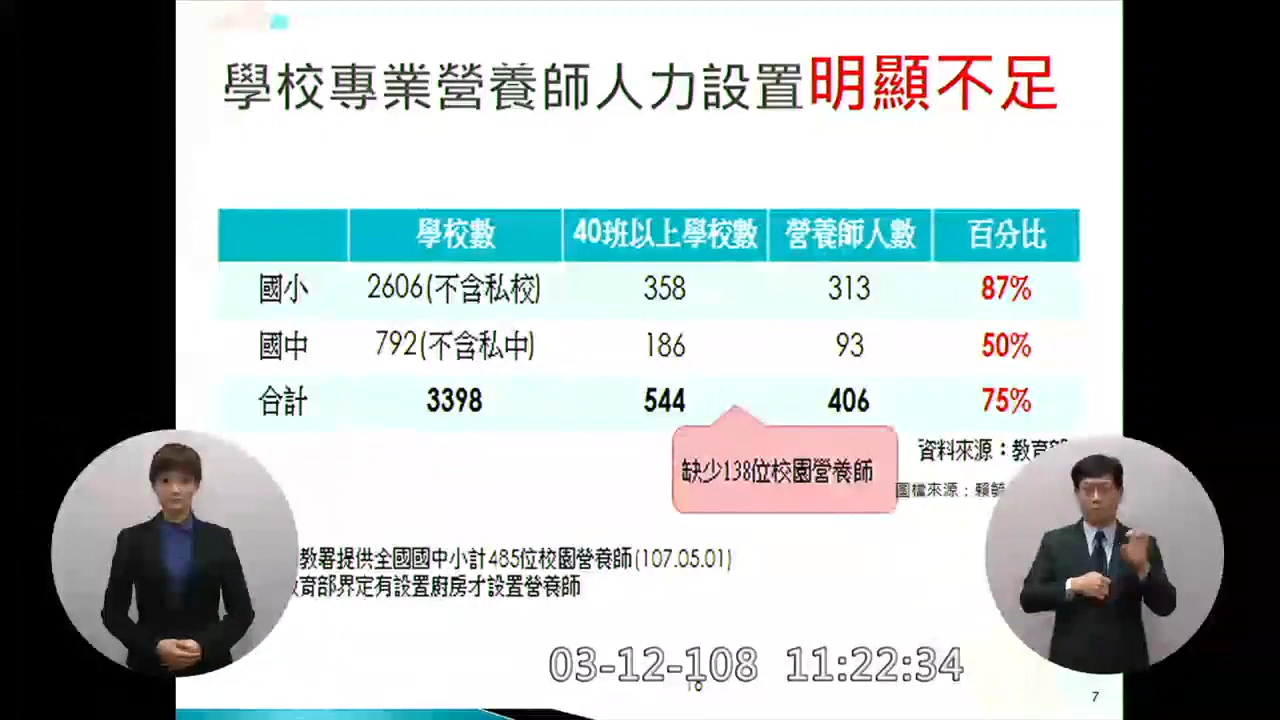 學校專業營養師人力設置明顯不足
學校數 40班以上學校數 營養師人數 百分比
國小 2606(不含私校) 358 313 87%
國中 792(不含私中) 186 93 50%
合計 3398 544 406 75%
缺少138位校園營養師
資料來源：教育部
圖檔來源：賴
教署提供全國國中小計485位校園營養師(107.05.01)
育部界定有設置廚房才設置營養師
03-12-108 11:22:34
7